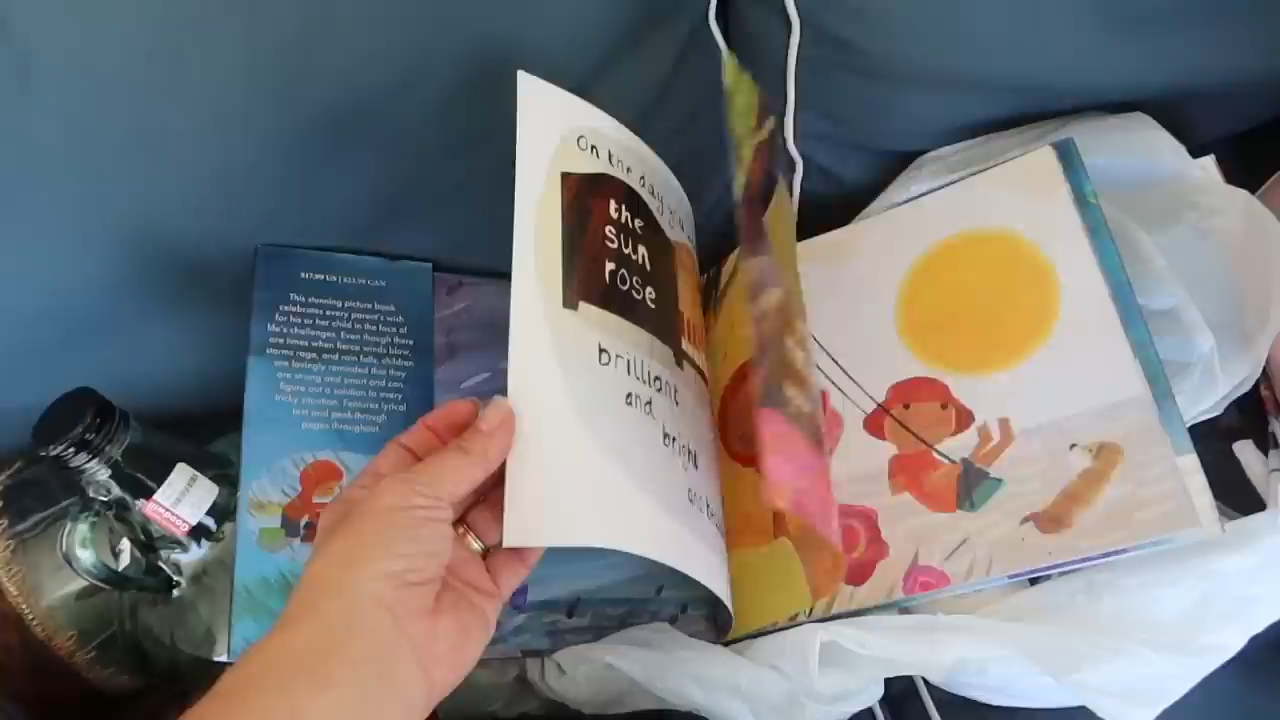 $17.99 US | $23.99 CAN
This stunning picture book
celebrates every parent's wish
for his or her child in the face of
life's challenges. Even though there
are times when fierce winds blow,
storms rage, and rain falls, children
are lovingly reminded that they
are strong and smart and can
figure out a solution to every
tricky situation. Features lyrical
text and peek-through
pages throughout.
On the day you
the
sun
rose
brilliant
and
bright
Goodwill